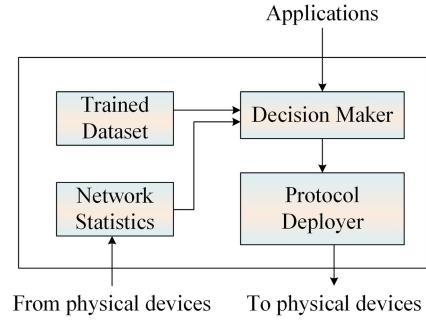 Applications
Trained
Dataset
Decision Maker
Network
Statistics
Protocol
Deployer
From physical devices
To physical devices